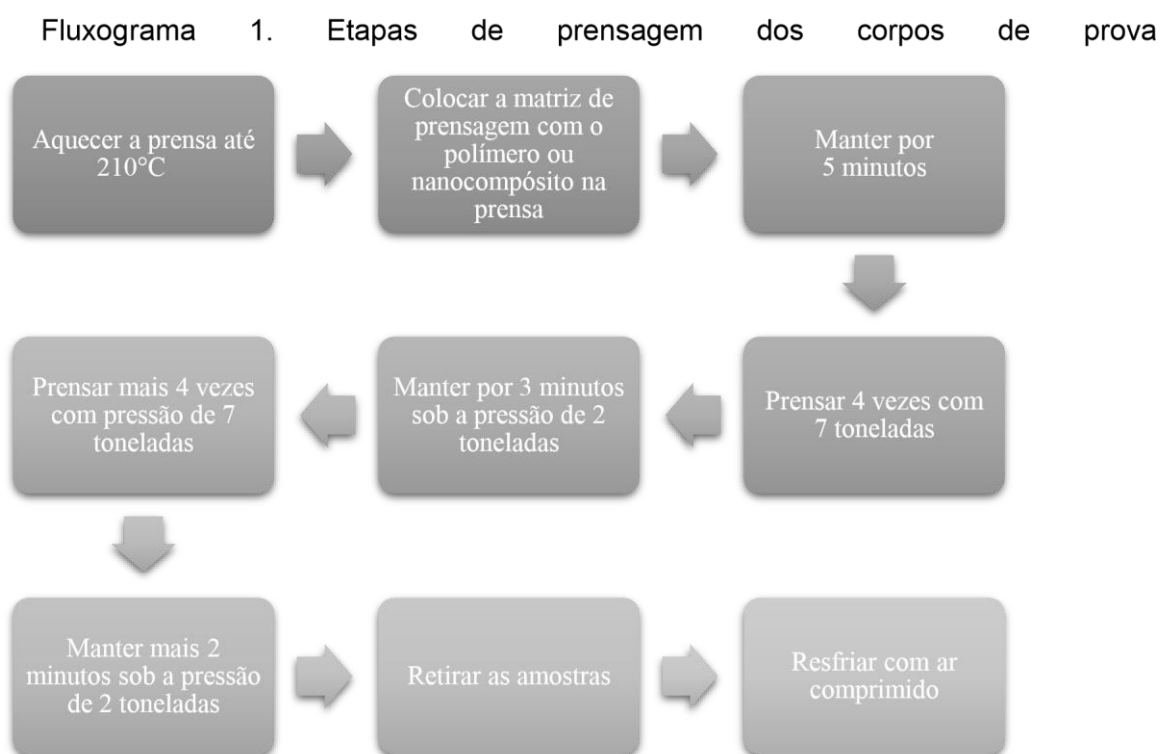 Fluxograma 1. Etapas de prensagem dos corpos de prova
Aquecer a prensa até
210°C
Colocar a matriz de
prensagem com o
polímero ou
nanocompósito na
prensa
Manter por
5 minutos
Prensar 4 vezes com
7 toneladas
Manter por 3 minutos
sob a pressão de 2
toneladas
Prensar mais 4 vezes
com pressão de 7
toneladas
Manter mais 2
minutos sob a pressão
de 2 toneladas
Retirar as amostras
Resfriar com ar
comprimido